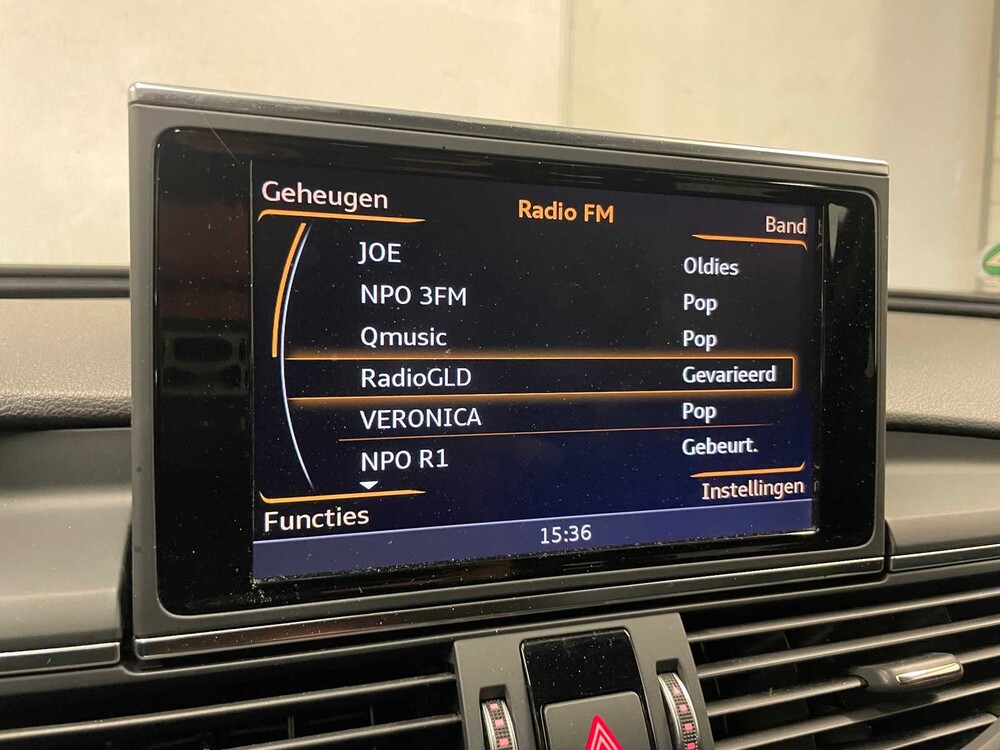 Geheugen
Radio FM
Band
JOE Oldies
NPO 3FM Pop
Qmusic Pop
RadioGLD Gevarieerd
VERONICA Pop
NPO R1 Gebeurt.
Functies
Instellingen
15:36